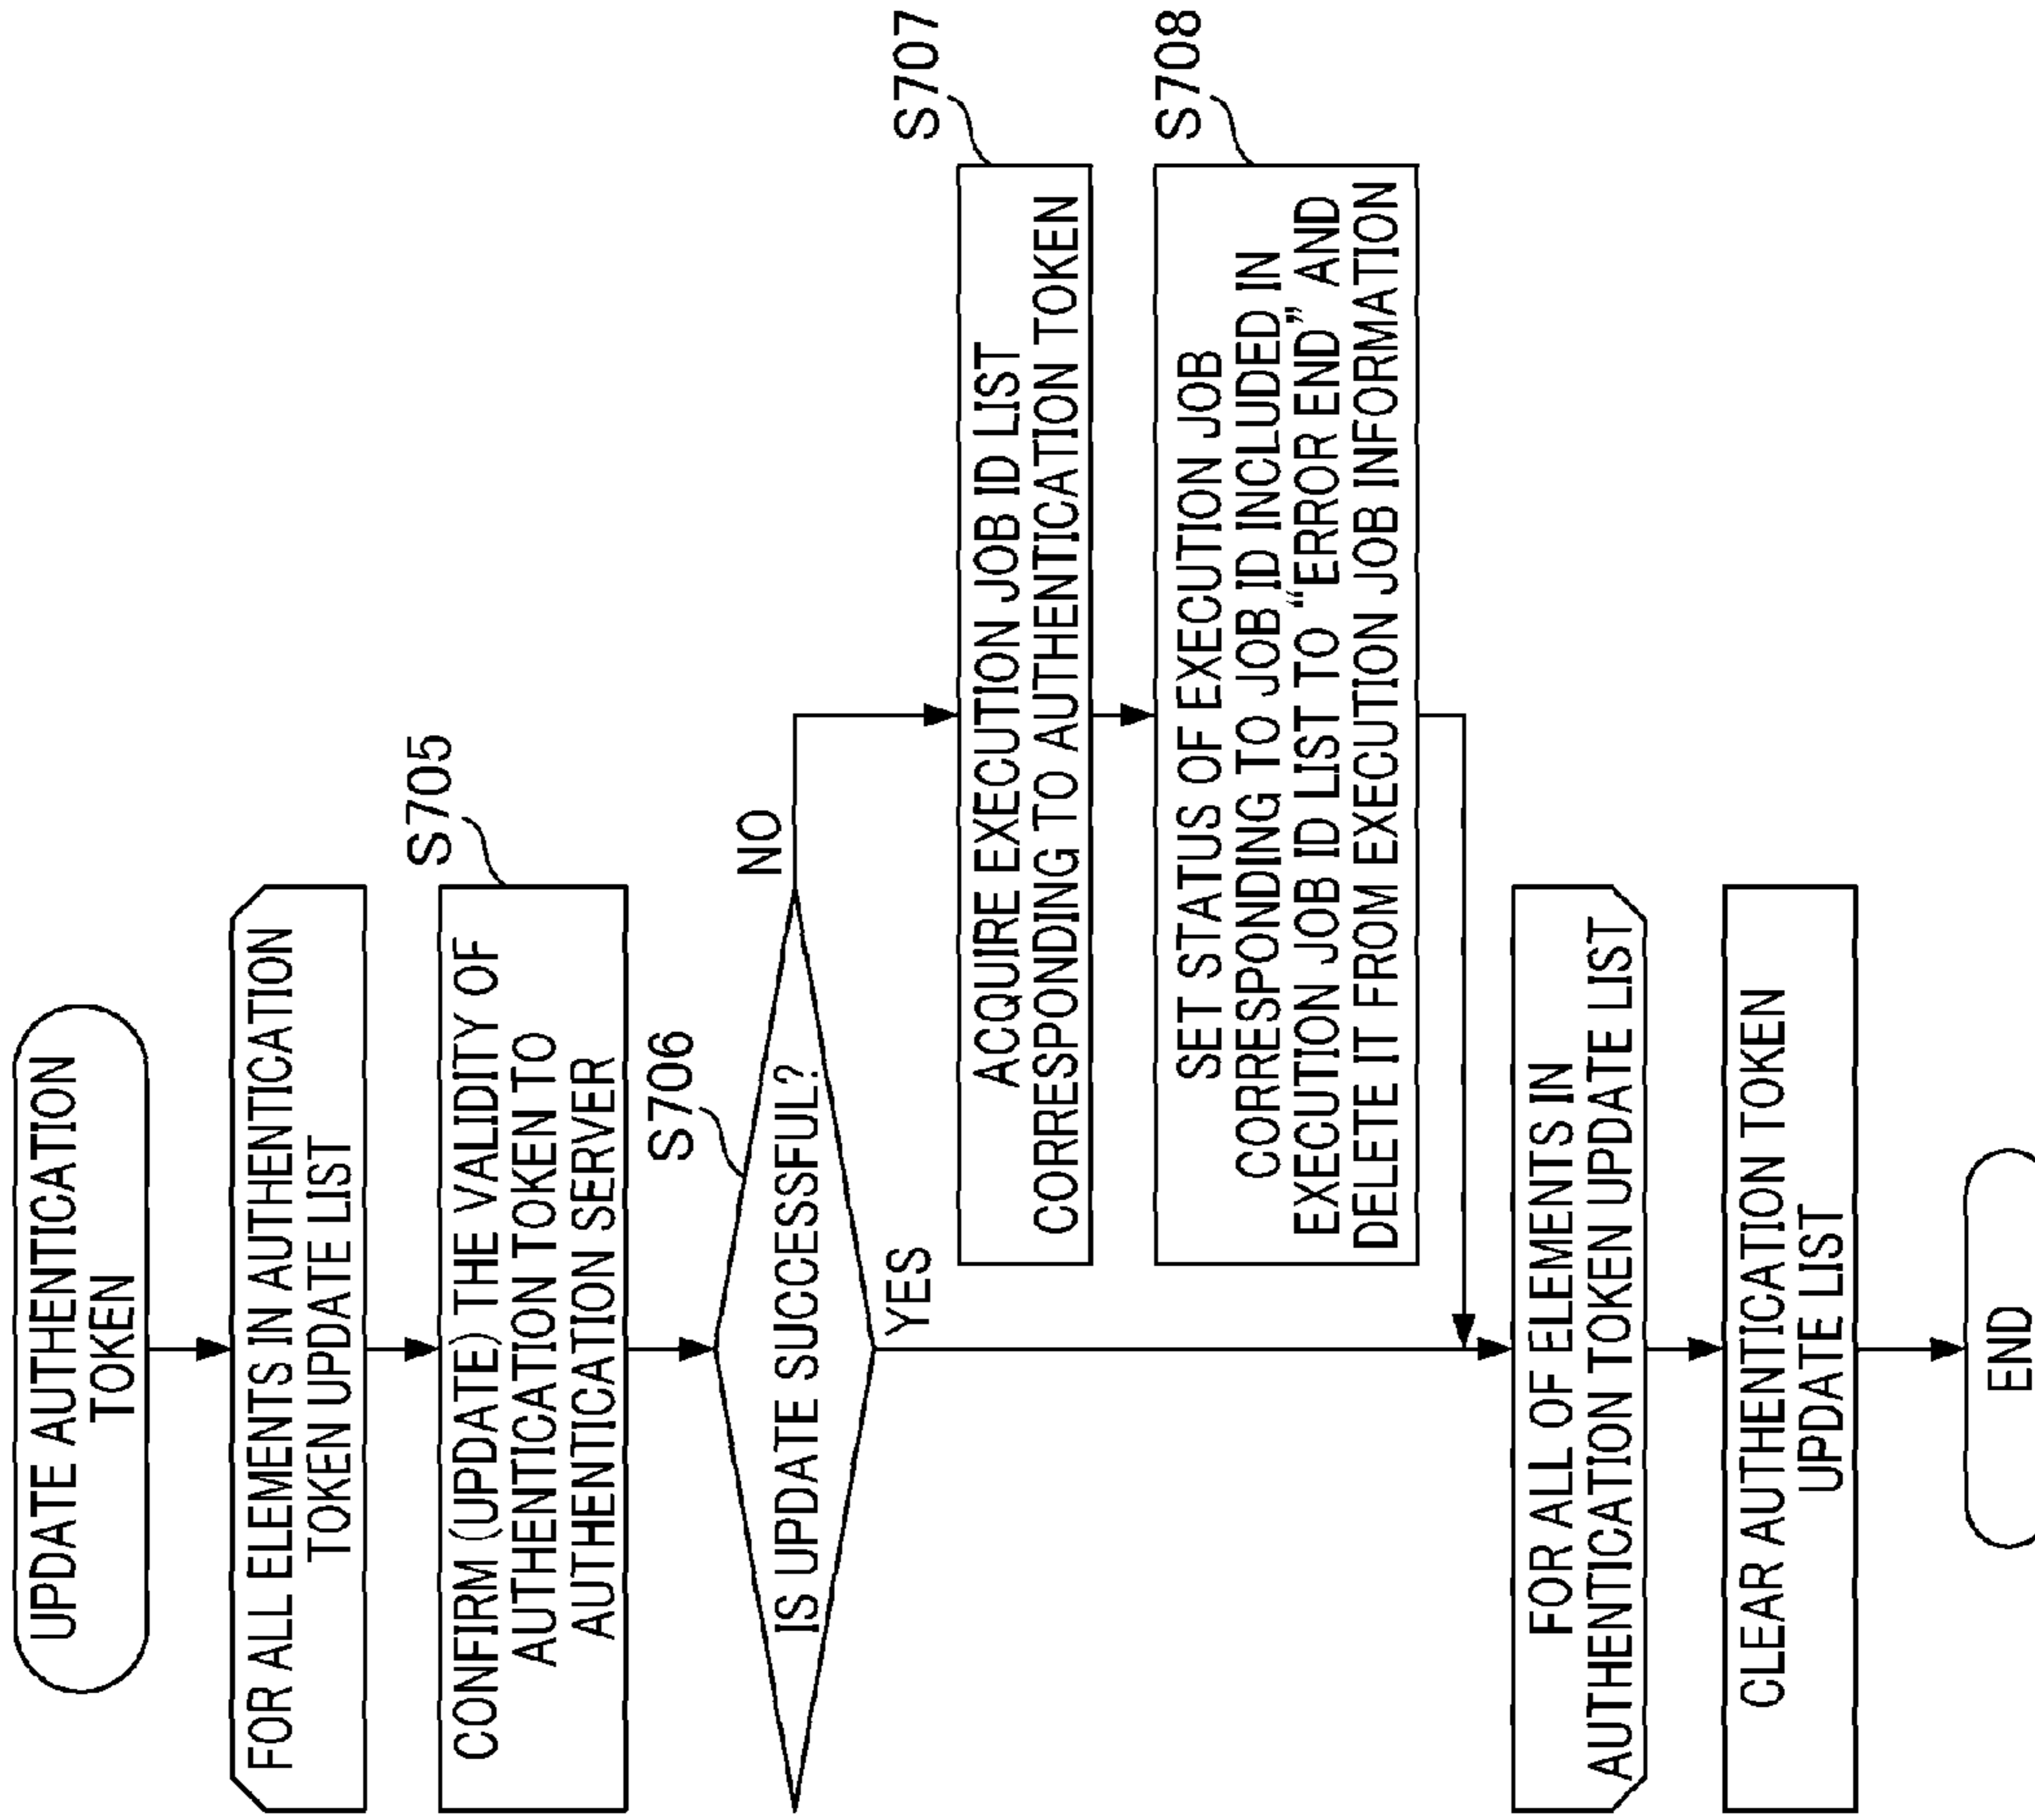 UPDATE AUTHENTICATION
TOKEN
FOR ALL ELEMENTS IN AUTHENTICATION
TOKEN UPDATE LIST
S705
CONFIRM (UPDATE) THE VALIDITY OF
AUTHENTICATION TOKEN TO
AUTHENTICATION SERVER
S706
IS UPDATE SUCCESSFUL?
NO
YES
S707
ACQUIRE EXECUTION JOB ID LIST
CORRESPONDING TO AUTHENTICATION TOKEN
S708
SET STATUS OF EXECUTION JOB
CORRESPONDING TO JOB ID INCLUDED IN
EXECUTION JOB ID LIST TO “ERROR END” AND
DELETE IT FROM EXECUTION JOB INFORMATION
FOR ALL OF ELEMENTS IN
AUTHENTICATION TOKEN UPDATE LIST
CLEAR AUTHENTICATION TOKEN
UPDATE LIST
END